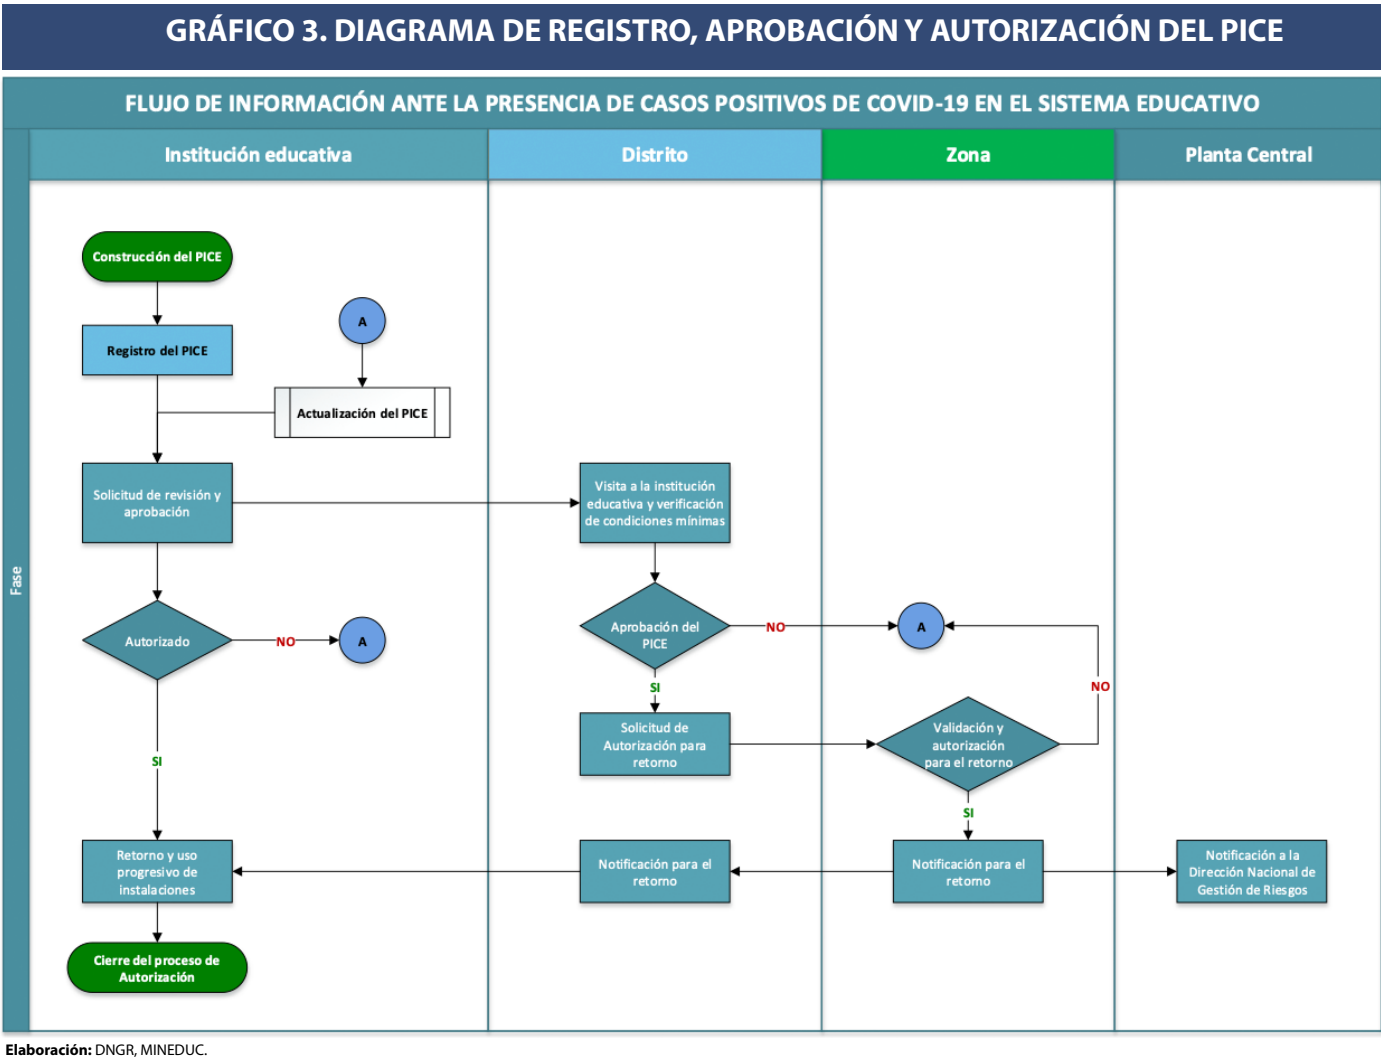 GRÁFICO 3. DIAGRAMA DE REGISTRO, APROBACIÓN Y AUTORIZACIÓN DEL PICE
FLUJO DE INFORMACIÓN ANTE LA PRESENCIA DE CASOS POSITIVOS DE COVID-19 EN EL SISTEMA EDUCATIVO
Institución educativa
Distrito
Zona
Planta Central
Fase
Construcción del PICE
Registro del PICE
A
Actualización del PICE
Solicitud de revisión y
aprobación
Autorizado
NO
A
SI
Retorno y uso
progresivo de
instalaciones
Cierre del proceso de
Autorización
Visita a la institución
educativa y verificación
de condiciones mínimas
Aprobación del
PICE
NO
SI
Solicitud de
Autorización para
retorno
Notificación para el
retorno
A
NO
Validación y
autorización
para el retorno
SI
Notificación para el
retorno
Notificación a la
Dirección Nacional de
Gestión de Riesgos
Elaboración: DNGR, MINEDUC.